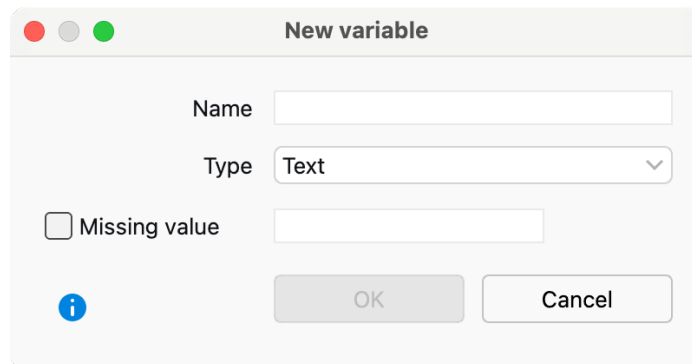 New variable
Name
Type Text
Missing value
OK Cancel